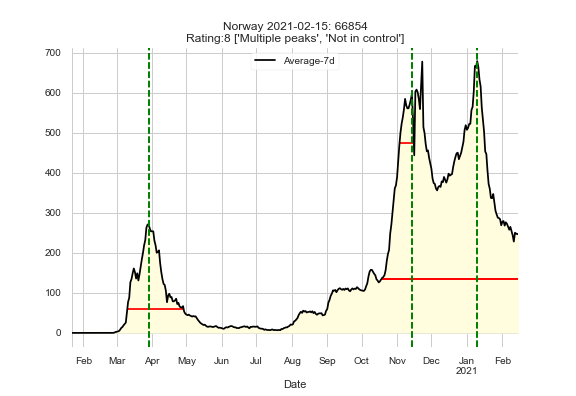 Norway 2021-02-15: 66854
Rating:8 ['Multiple peaks', 'Not in control']
Average-7d
700
600
500
400
300
200
100
0
Feb Mar Apr May Jun Jul Aug Sep Oct Nov Dec Jan Feb
2021
Date